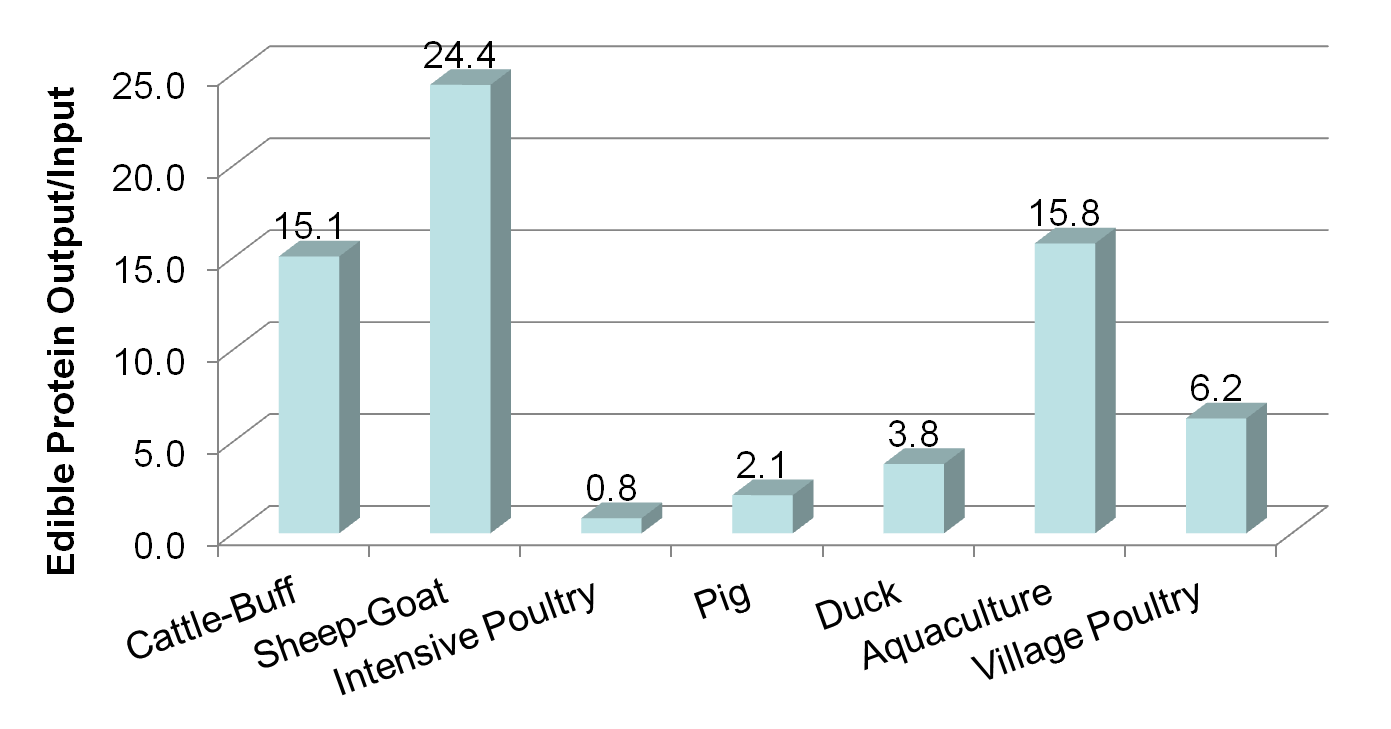 Edible Protein Output/Input
25.0
20.0
15.0
10.0
5.0
0.0
15.1
24.4
0.8
2.1
3.8
15.8
6.2
Cattle-Buff
Sheep-Goat
Intensive Poultry
Pig
Duck
Aquaculture
Village Poultry